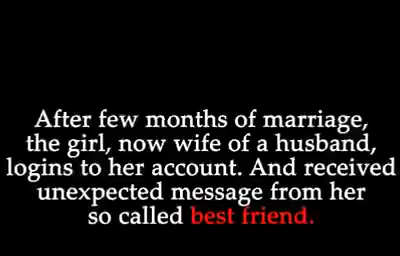 After few months of marriage,
the girl, now wife of a husband,
logins to her account. And received
unexpected message from her
so called best friend.